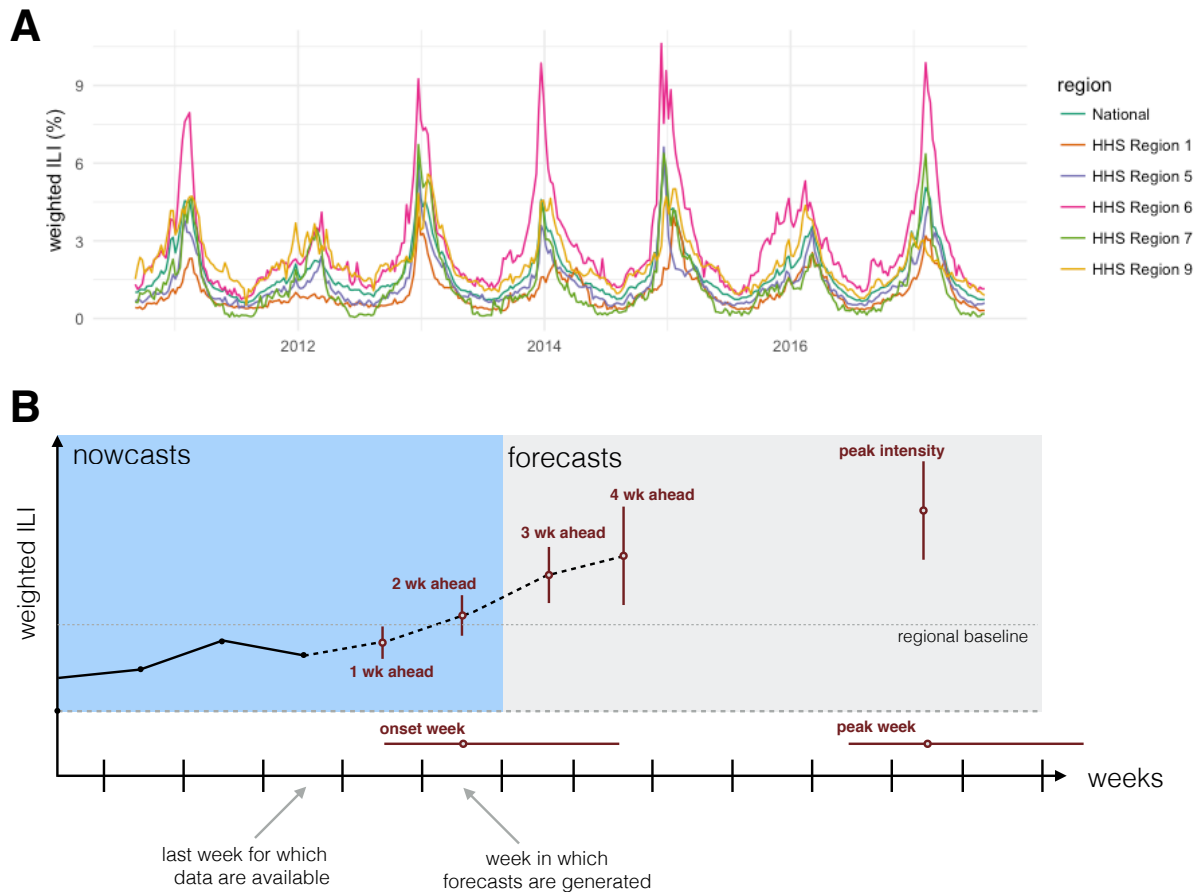 A
weighted ILI (%)
9
6
3
0
2012
2014
2016
region
National
HHS Region 1
HHS Region 5
HHS Region 6
HHS Region 7
HHS Region 9
B
nowcasts
forecasts
peak intensity
4 wk ahead
3 wk ahead
2 wk ahead
1 wk ahead
weighted ILI
regional baseline
onset week
peak week
weeks
last week for which
data are available
week in which
forecasts are generated